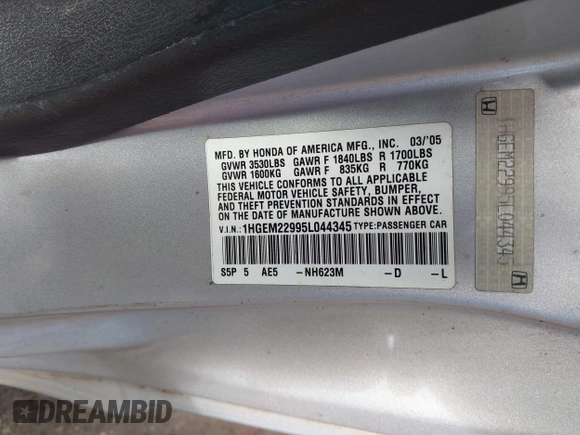 MFD. BY HONDA OF AMERICA MFG., INC. 03/'05
GVWR 3530LBS GAWR F 1840LBS R 1700LBS
GVWR 1600KG GAWR F 835KG R 770KG
THIS VEHICLE CONFORMS TO ALL APPLICABLE
FEDERAL MOTOR VEHICLE SAFETY, BUMPER,
AND THEFT PREVENTION STANDARDS IN EFFECT
ON THE DATE OF MANUFACTURE SHOWN ABOVE.
V.I.N.: 1HGEM22995L044345 TYPE:PASSENGER CAR
S5P 5 AE5 -NH623M -D -L
1HGEM22995L044345
DREAMBID